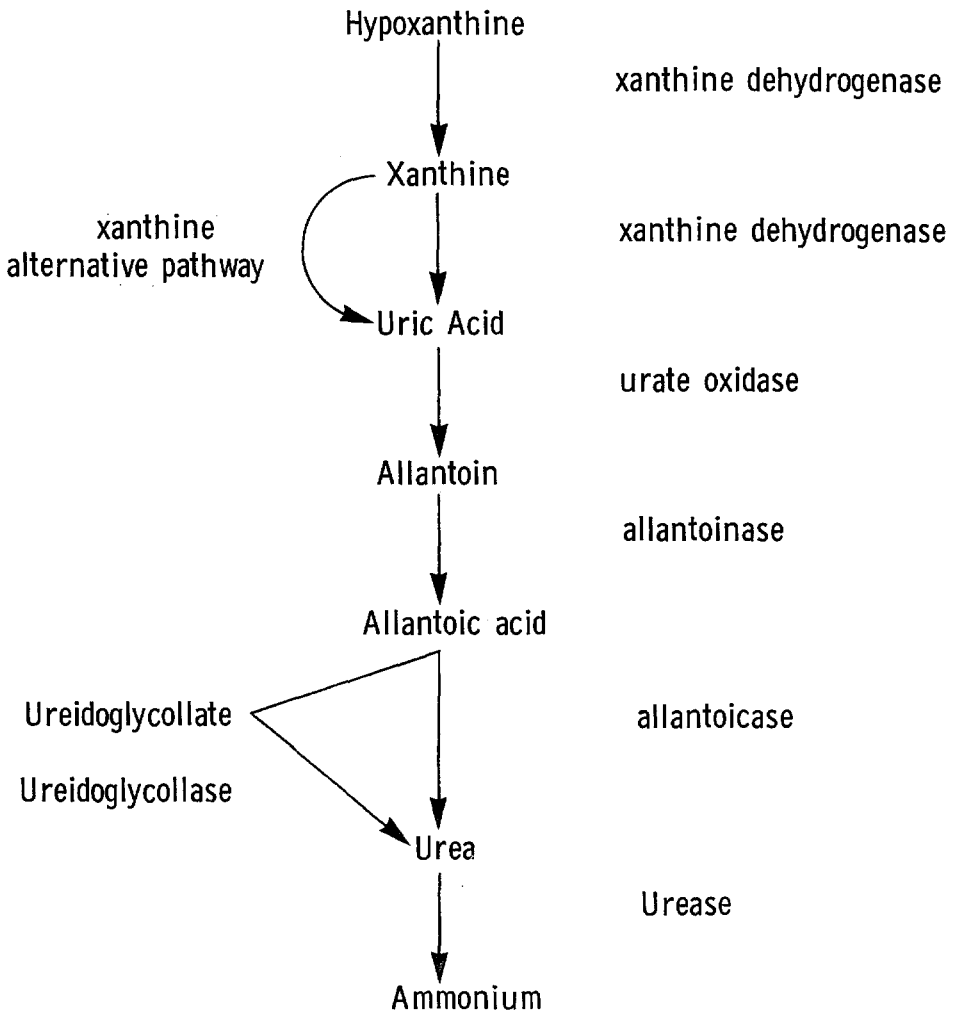 Hypoxanthine
xanthine dehydrogenase
Xanthine
xanthine
alternative pathway
xanthine dehydrogenase
Uric Acid
urate oxidase
Allantoin
allantoinase
Allantoic acid
Ureidoglycollate
allantoicase
Ureidoglycollase
Urea
Urease
Ammonium